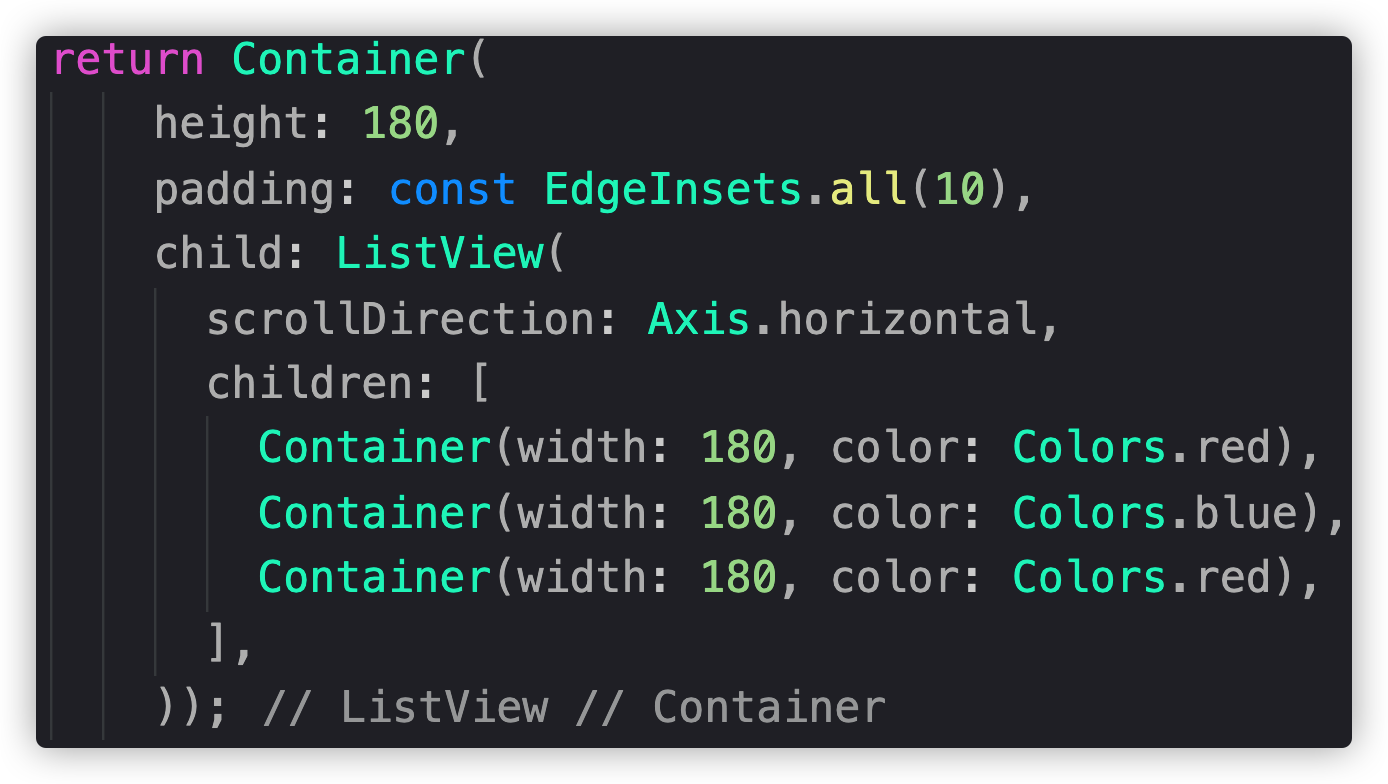 return Container(
height: 180,
padding: const EdgeInsets.all(10),
child: ListView(
scrollDirection: Axis.horizontal,
children: [
Container(width: 180, color: Colors.red),
Container(width: 180, color: Colors.blue),
Container(width: 180, color: Colors.red),
],
)); // ListView // Container